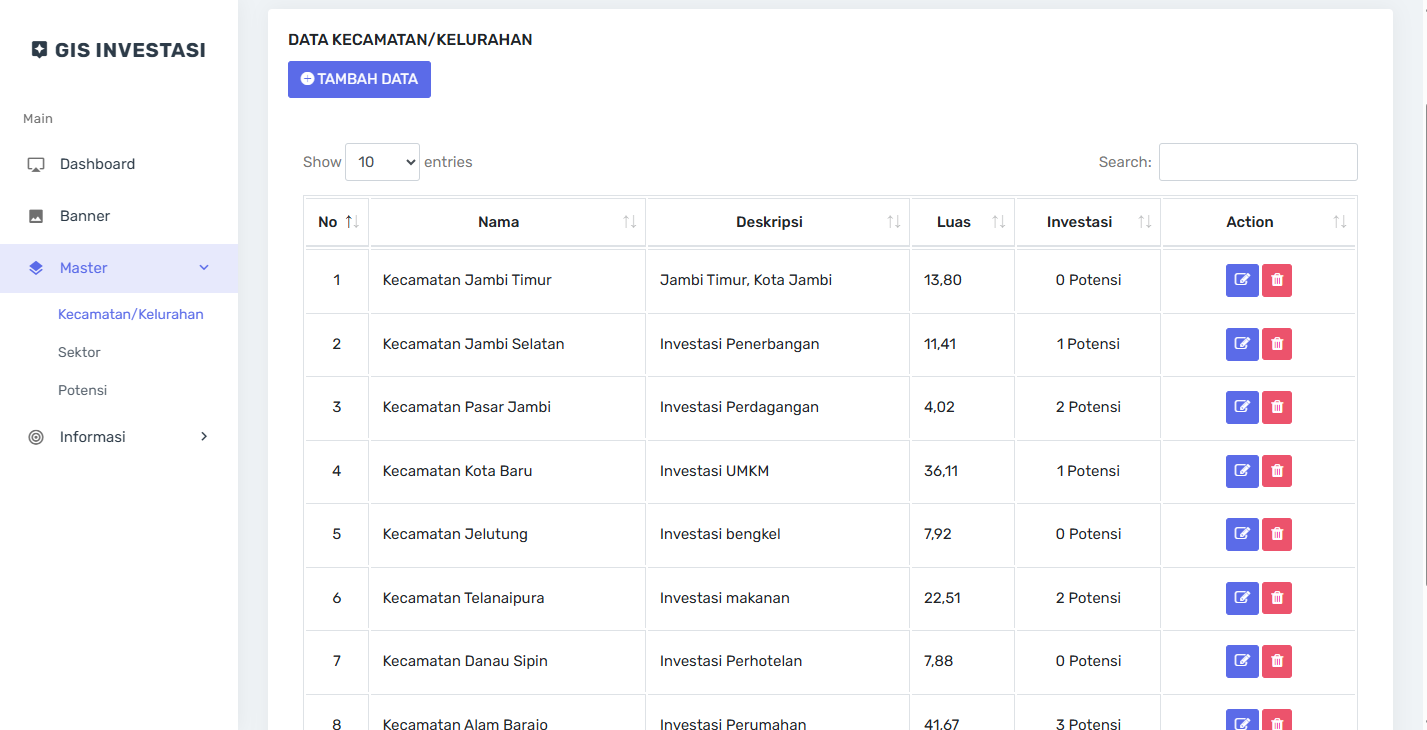 GIS INVESTASI
Main
Dashboard
Banner
Master
Kecamatan/Kelurahan
Sektor
Potensi
Informasi
DATA KECAMATAN/KELURAHAN
TAMBAH DATA
Show 10 entries
Search:
No Nama Deskripsi Luas Investasi Action
1 Kecamatan Jambi Timur Jambi Timur, Kota Jambi 13,80 0 Potensi
2 Kecamatan Jambi Selatan Investasi Penerbangan 11,41 1 Potensi
3 Kecamatan Pasar Jambi Investasi Perdagangan 4,02 2 Potensi
4 Kecamatan Kota Baru Investasi UMKM 36,11 1 Potensi
5 Kecamatan Jelutung Investasi bengkel 7,92 0 Potensi
6 Kecamatan Telanaipura Investasi makanan 22,51 2 Potensi
7 Kecamatan Danau Sipin Investasi Perhotelan 7,88 0 Potensi
8 Kecamatan Alam Barajo Investasi Perumahan 41,67 3 Potensi